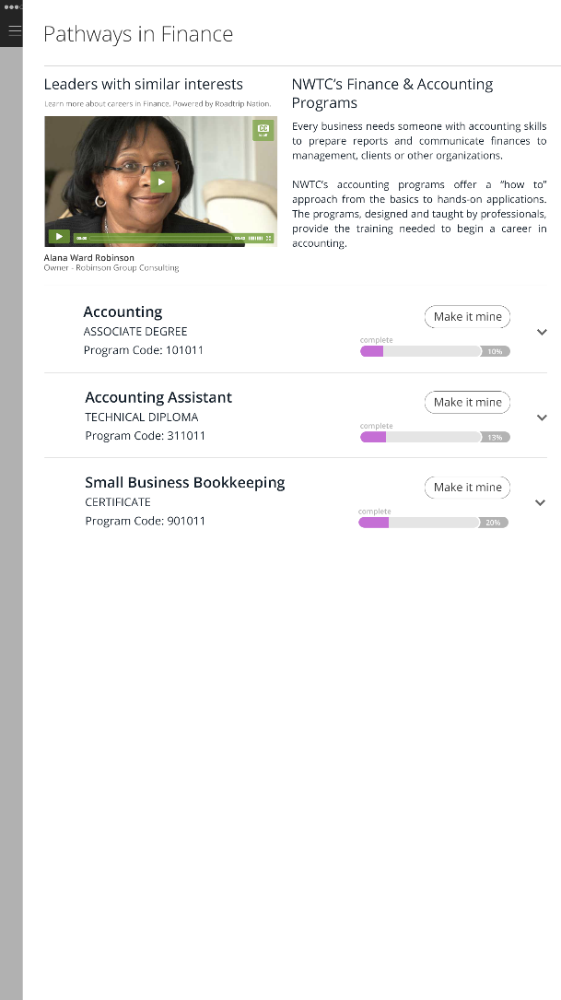 Pathways in Finance
Leaders with similar interests
Learn more about careers in Finance. Powered by Roadtrip Nation.
CC
00:00
Alana Ward Robinson
Owner - Robinson Group Consulting
NWTC’s Finance & Accounting
Programs
Every business needs someone with accounting skills
to prepare reports and communicate finances to
management, clients or other organizations.
NWTC’s accounting programs offer a “how to”
approach from the basics to hands-on applications.
The programs, designed and taught by professionals,
provide the training needed to begin a career in
accounting.
Accounting
ASSOCIATE DEGREE
Program Code: 101011
Make it mine
complete
10%
Accounting Assistant
TECHNICAL DIPLOMA
Program Code: 311011
Make it mine
complete
13%
Small Business Bookkeeping
CERTIFICATE
Program Code: 901011
Make it mine
complete
20%